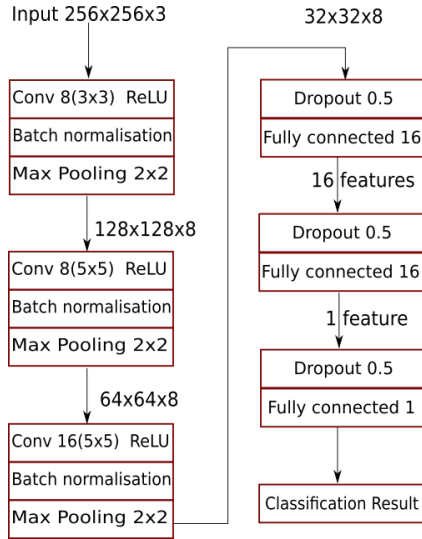 Input 256x256x3
Conv 8(3x3) ReLU
Batch normalisation
Max Pooling 2x2
128x128x8
Conv 8(5x5) ReLU
Batch normalisation
Max Pooling 2x2
64x64x8
Conv 16(5x5) ReLU
Batch normalisation
Max Pooling 2x2
32x32x8
Dropout 0.5
Fully connected 16
16 features
Dropout 0.5
Fully connected 16
1 feature
Dropout 0.5
Fully connected 1
Classification Result